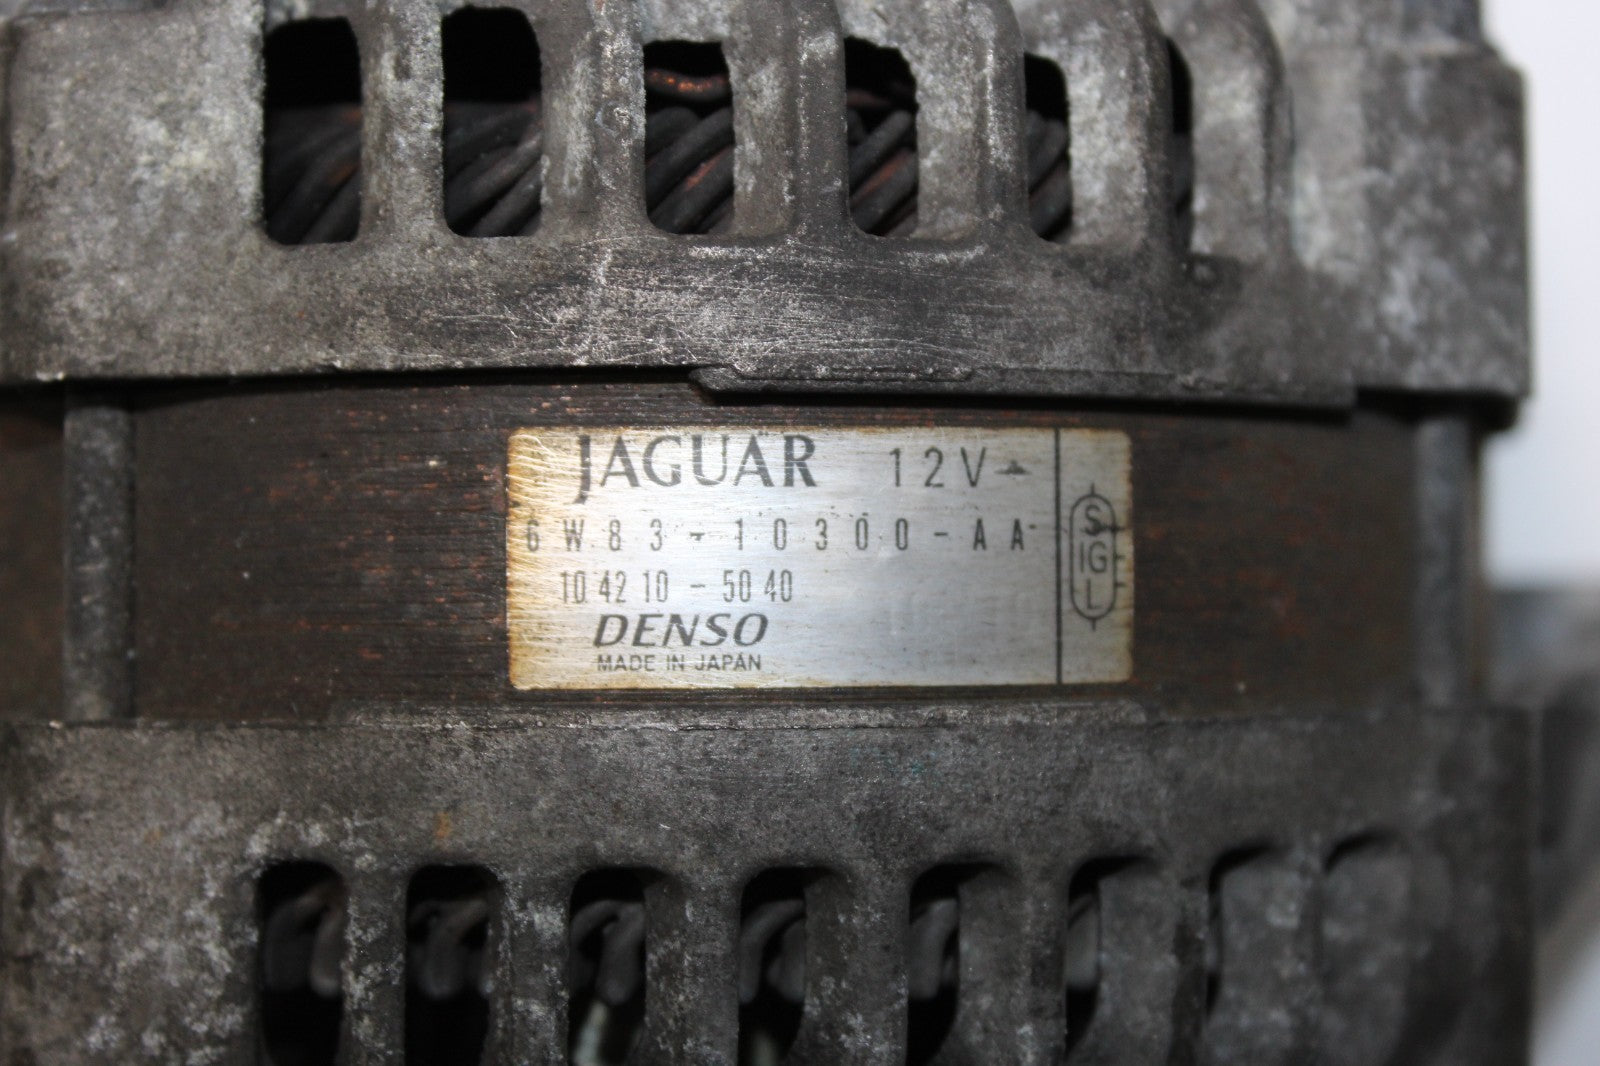 JAGUAR 12V
6W83-10300-AA
104210-5040
DENSO
MADE IN JAPAN
S
IG
L